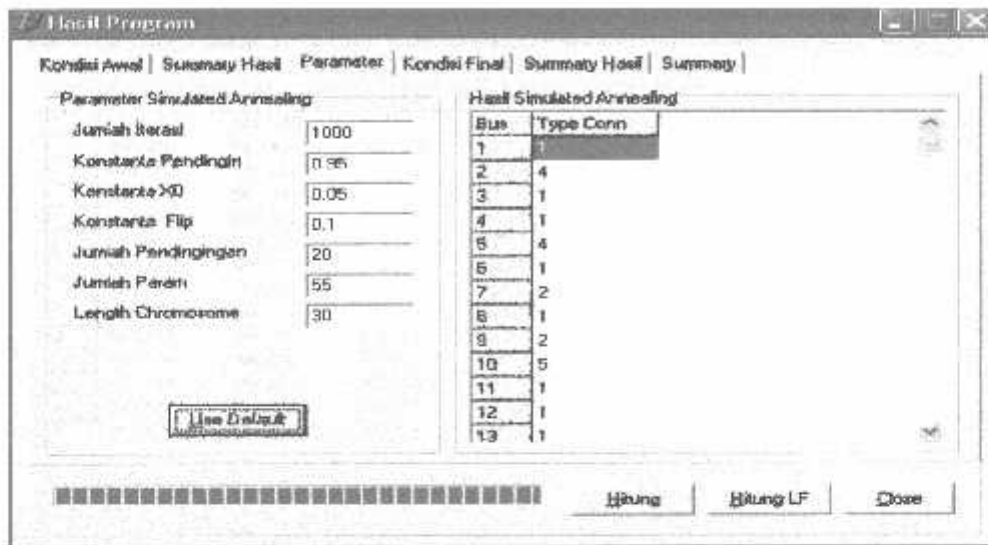 Hasil Program
Kondisi Awal | Summary Hasil | Parameter | Kondisi Final | Summary Hasil | Summary
Parameter Simulated Annealing
Jumlah Iterasi 1000
Konstanta Pendingin 0.95
Konstanta X0 0.05
Konstanta Flip 0.1
Jumlah Pendingingan 20
Jumlah Param 55
Length Chromosome 30
Use Default
Hasil Simulated Annealing
Bus Type Conn
1 1
2 4
3 1
4 1
5 4
6 1
7 2
8 1
9 2
10 5
11 1
12 1
13 1
Hitung Hitung LF Close